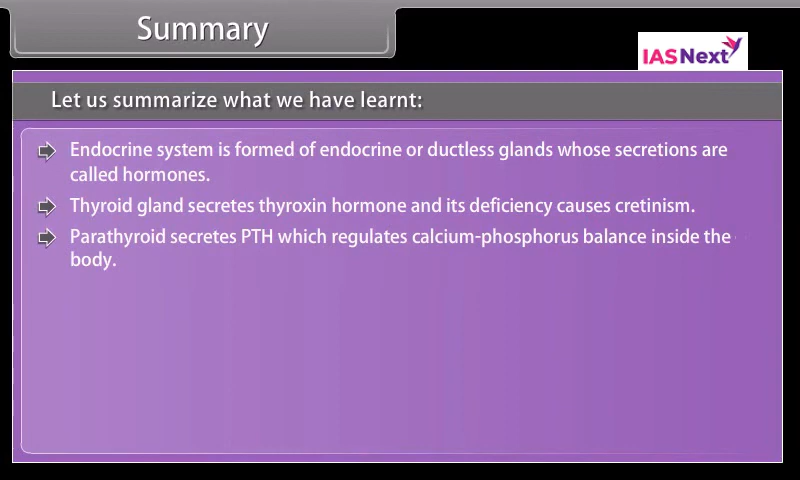 Summary
IASNext
Let us summarize what we have learnt:
Endocrine system is formed of endocrine or ductless glands whose secretions are
called hormones.
Thyroid gland secretes thyroxin hormone and its deficiency causes cretinism.
Parathyroid secretes PTH which regulates calcium-phosphorus balance inside the
body.